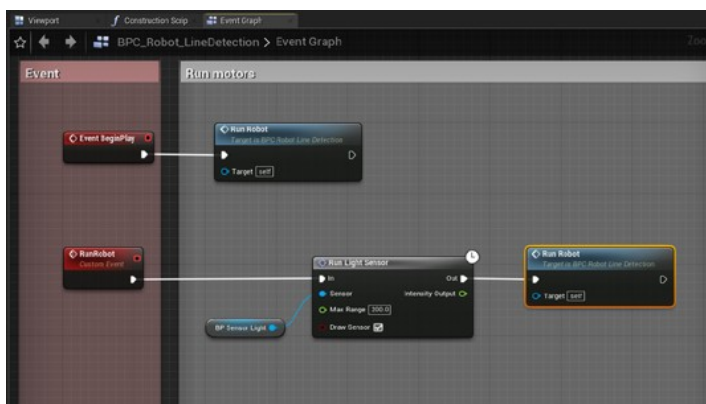 Viewport
Construction Scrip
Event Graph
BPC_Robot_LineDetection > Event Graph
Zoo
Event
Run motors
Event BeginPlay
Run Robot
Target is BPC Robot Line Detection
Target self
RunRobot
Custom Event
Run Light Sensor
In
Out
Sensor
Intensity Output
Max Range 300.0
Draw Sensor
BP Sensor Light
Run Robot
Target is BPC Robot Line Detection
Target self